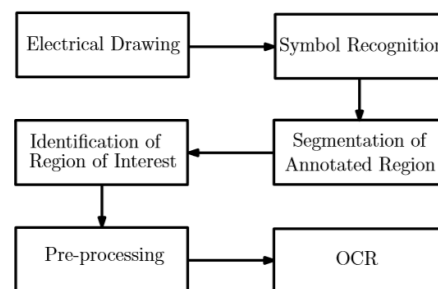 Electrical Drawing
Symbol Recognition
Segmentation of
Annotated Region
Identification of
Region of Interest
Pre-processing
OCR